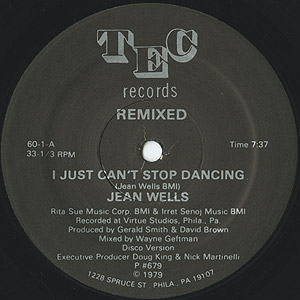 TEC
records
REMIXED
60-1-A
33-1/3 RPM
Time 7:37
I JUST CAN'T STOP DANCING
(Jean Wells BMI)
JEAN WELLS
Rita Sue Music Corp. BMI & Irret Senoj Music BMI
Recorded at Virtue Studios, Phila., Pa.
Produced by Gerald Smith & David Brown
Mixed by Wayne Geftman
Disco Version
Executive Producer Doug King & Nick Martinelli
P #679
© 1979
1228 SPRUCE ST., PHILA., PA 19107